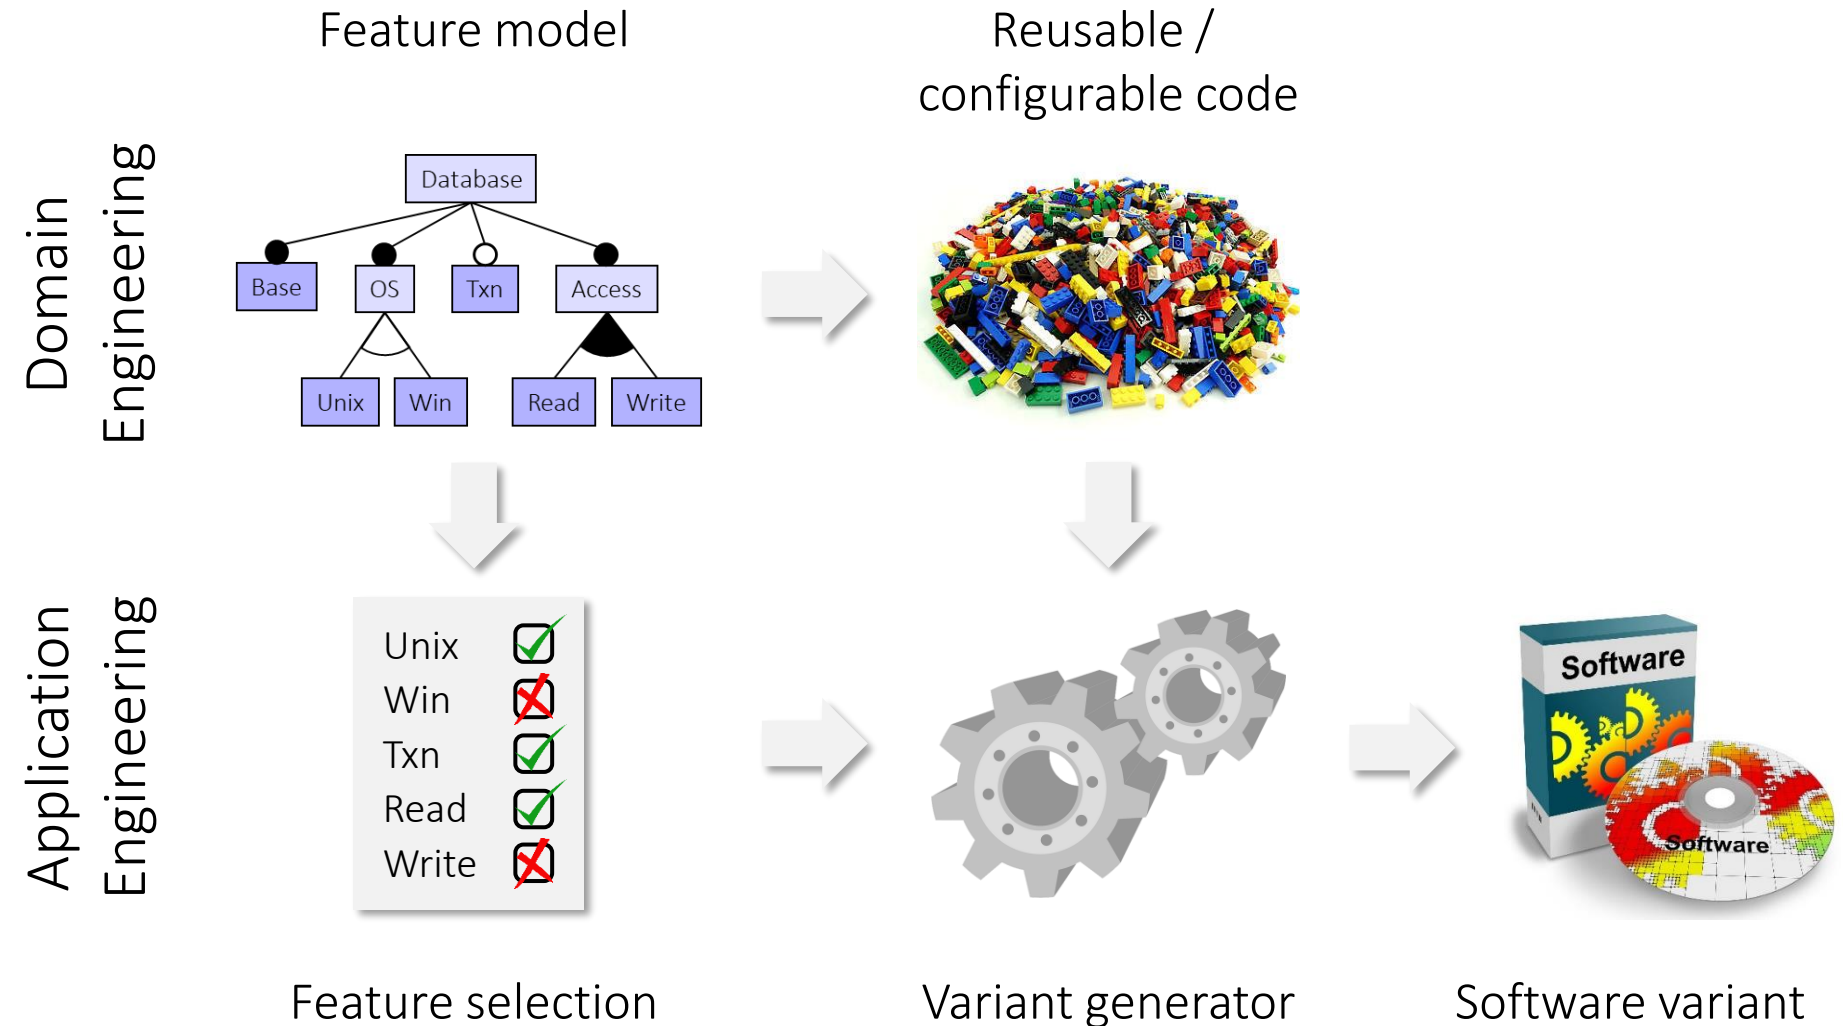 Feature model
Reusable /
configurable code
Domain
Engineering
Database
Base
OS
Txn
Access
Unix
Win
Read
Write
Application
Engineering
Unix
Win
Txn
Read
Write
Software
Software
Feature selection
Variant generator
Software variant